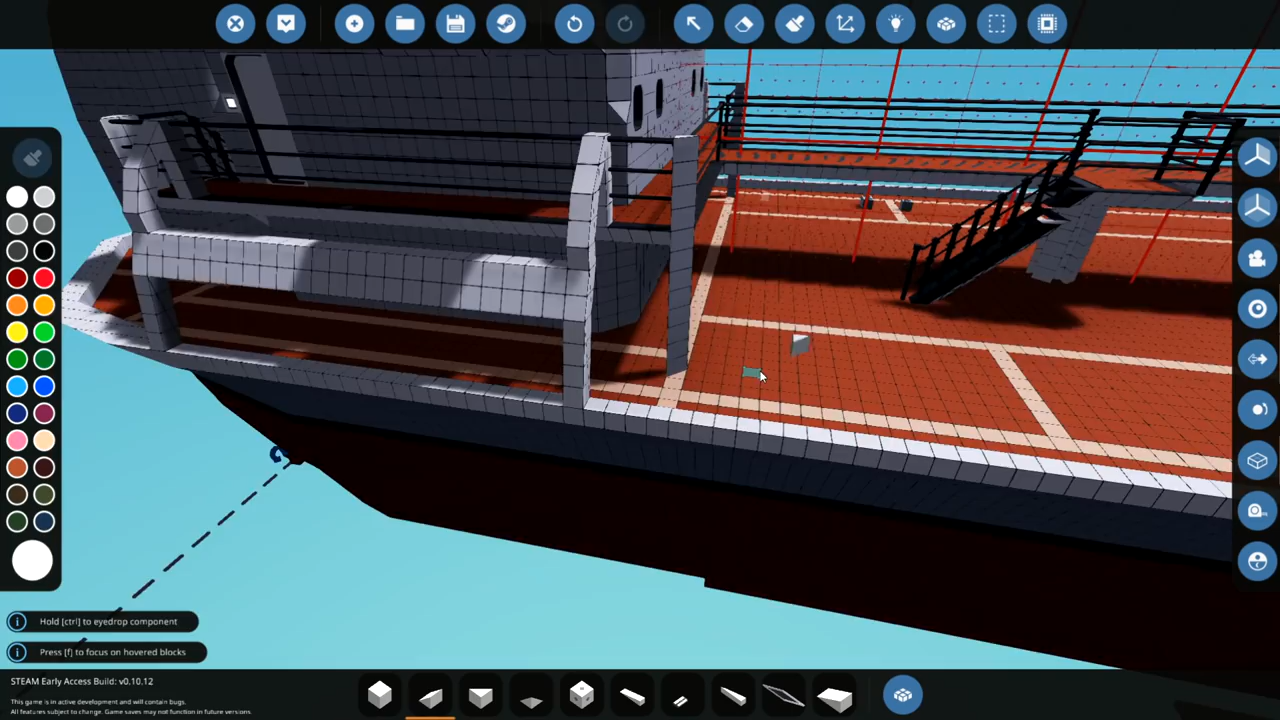 Hold [ctrl] to eyedrop component
Press [f] to focus on hovered blocks
STEAM Early Access Build: v0.10.12
This game is in active development and will contain bugs.
All features subject to change. Game saves may not function in future versions